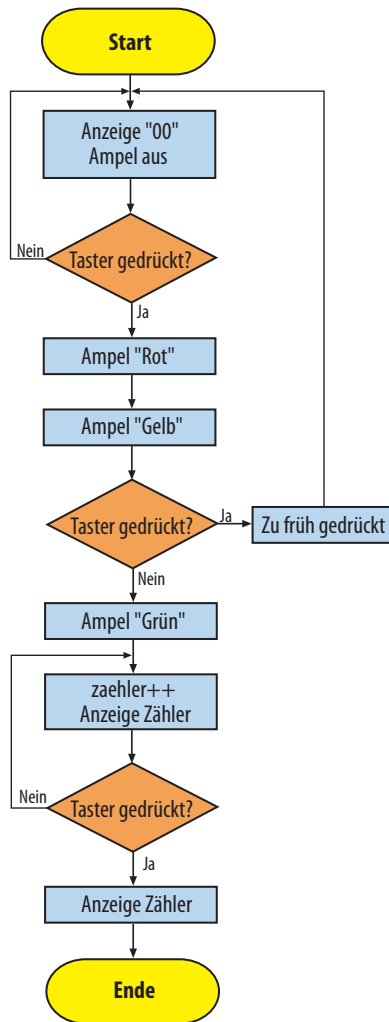 Start
Anzeige "00"
Ampel aus
Nein
Taster gedrückt?
Ja
Ampel "Rot"
Ampel "Gelb"
Taster gedrückt?
Ja
Zu früh gedrückt
Nein
Ampel "Grün"
zaehler++
Anzeige Zähler
Nein
Taster gedrückt?
Ja
Anzeige Zähler
Ende